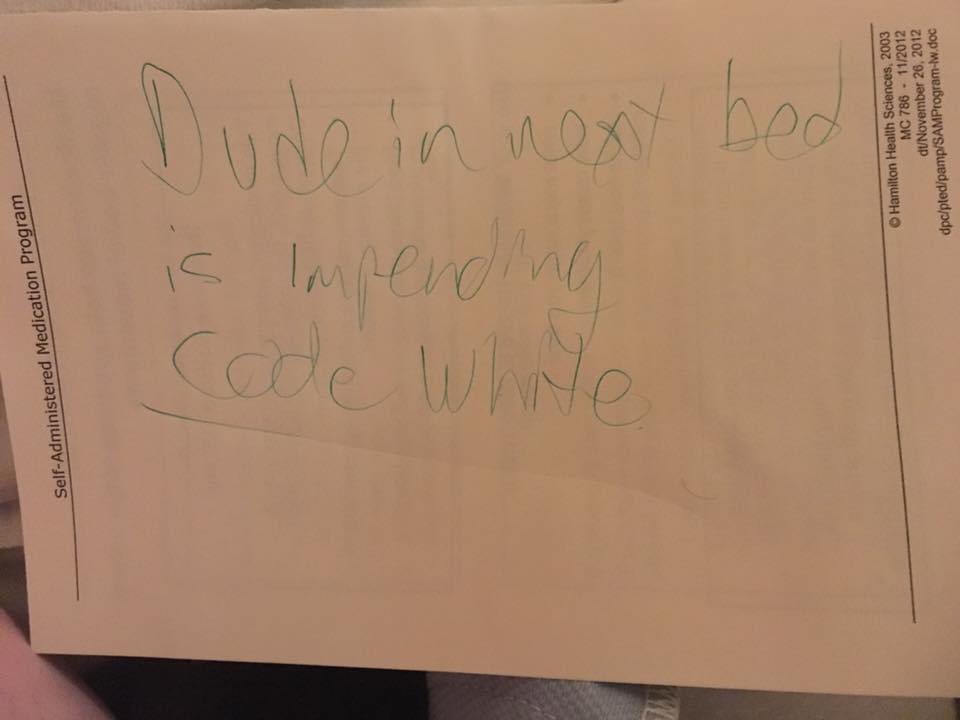 Dude in next bed
is impending
Code White.
Self-Administered Medication Program
© Hamilton Health Sciences, 2003
MC 786 - 11/2012
dt/November 26, 2012
dpc/pted/pamp/SAMProgram-lw.doc